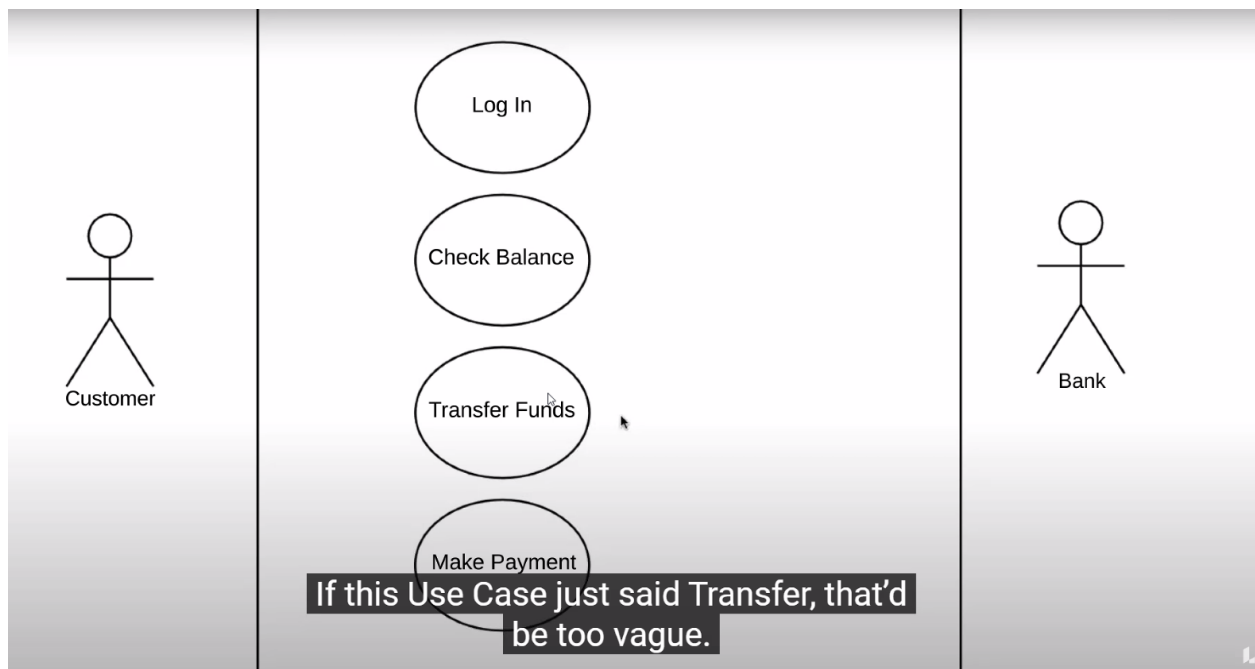 Log In
Check Balance
Customer
Bank
Transfer Funds
Make Payment
If this Use Case just said Transfer, that’d
be too vague.